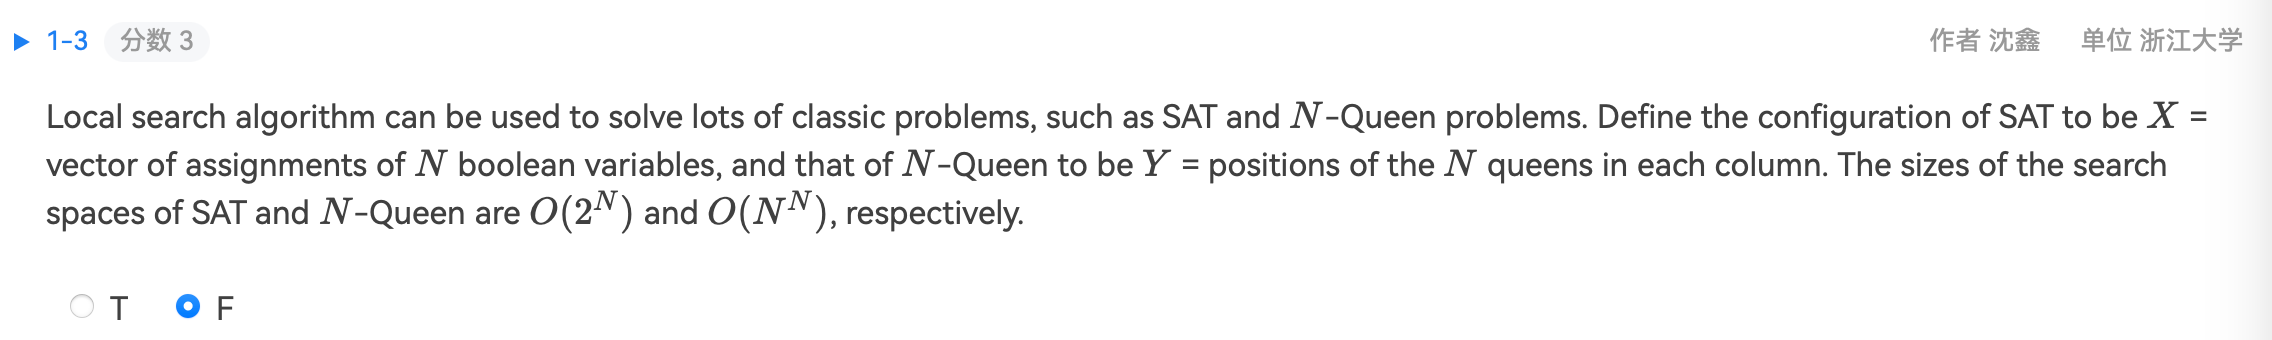 1-3 分数 3 作者 沈鑫 单位 浙江大学
Local search algorithm can be used to solve lots of classic problems, such as SAT and N-Queen problems. Define the configuration of SAT to be X =
vector of assignments of N boolean variables, and that of N-Queen to be Y = positions of the N queens in each column. The sizes of the search
spaces of SAT and N-Queen are O(2^N) and O(N^N), respectively.
T F